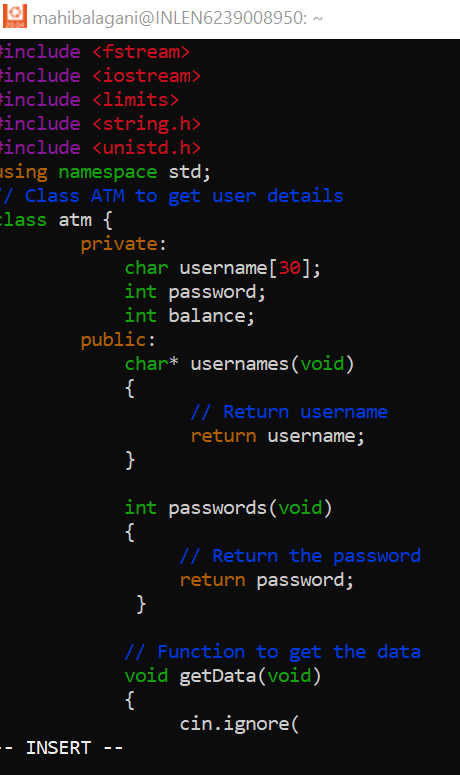 mahibalagani@INLEN6239008950: ~
#include <fstream>
#include <iostream>
#include <limits>
#include <string.h>
#include <unistd.h>
using namespace std;
// Class ATM to get user details
class atm {
private:
char username[30];
int password;
int balance;
public:
char* usernames(void)
{
// Return username
return username;
}
int passwords(void)
{
// Return the password
return password;
}
// Function to get the data
void getData(void)
{
cin.ignore(
-- INSERT --